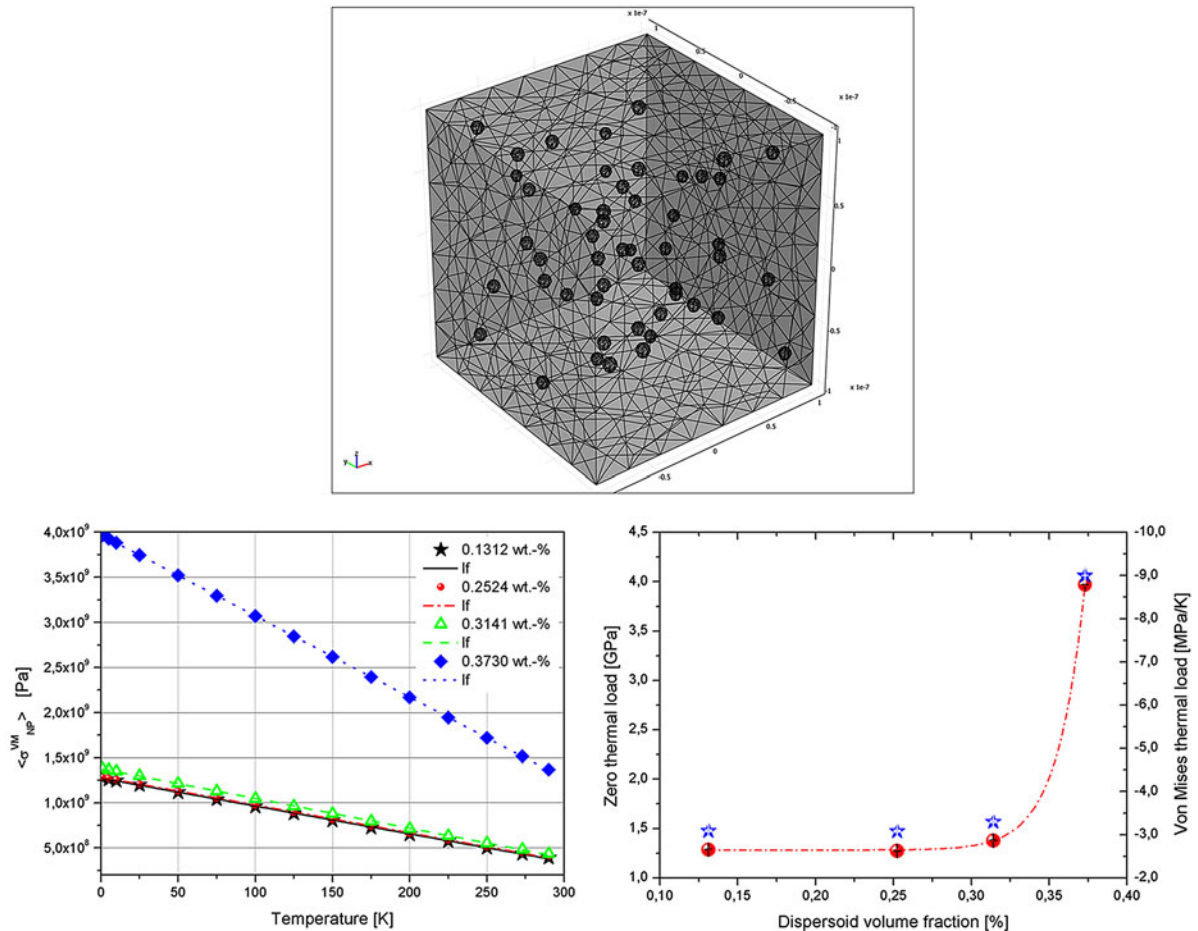 x 1e-7
1
0.5
0
-0.5
x 1e-7
-1
1
0.5
0
-0.5
-1
x 1e-7
1
0.5
0
-0.5
z
y x
4,0x10⁹
3,5x10⁹
3,0x10⁹
2,5x10⁹
2,0x10⁹
1,5x10⁹
1,0x10⁹
5,0x10⁸
<σ^VM_NP> [Pa]
0.1312 wt.-%
lf
0.2524 wt.-%
lf
0.3141 wt.-%
lf
0.3730 wt.-%
lf
0 50 100 150 200 250 300
Temperature [K]
4,5
4,0
3,5
3,0
2,5
2,0
1,5
1,0
Zero thermal load [GPa]
-10,0
-9,0
-8,0
-7,0
-6,0
-5,0
-4,0
-3,0
-2,0
Von Mises thermal load [MPa/K]
0,10 0,15 0,20 0,25 0,30 0,35 0,40
Dispersoid volume fraction [%]